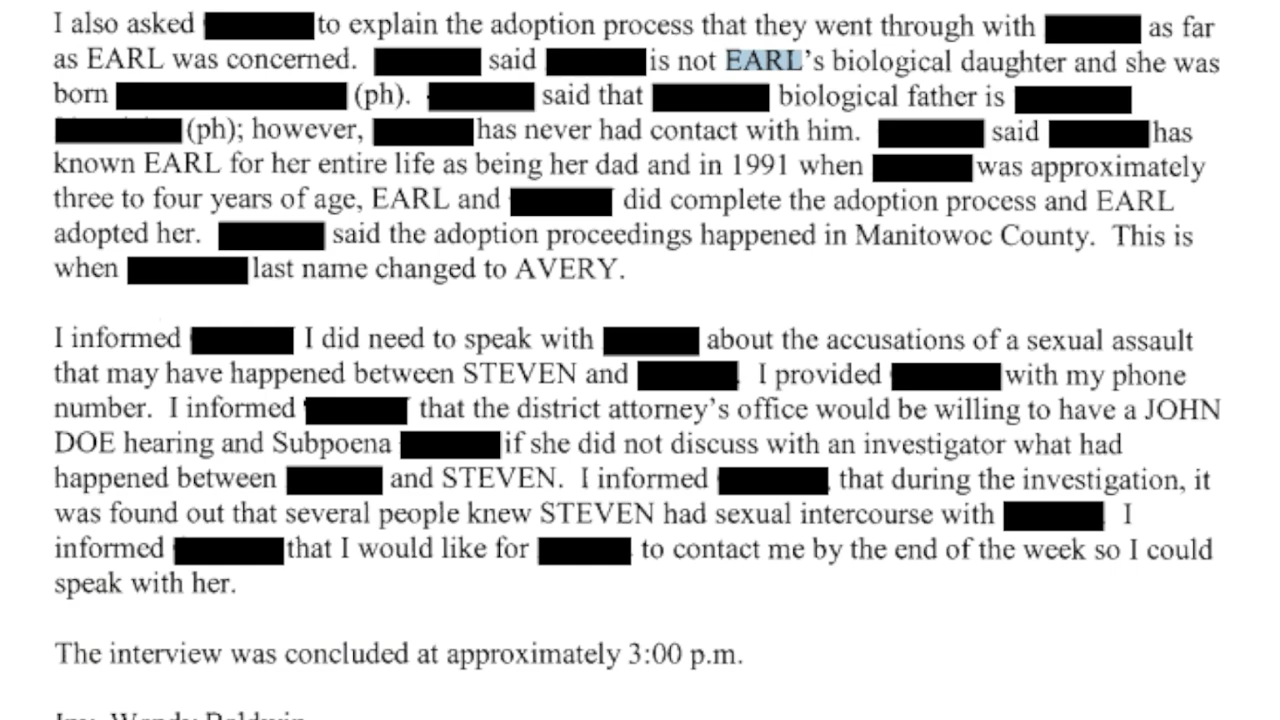 I also asked to explain the adoption process that they went through with as far
as EARL was concerned. said is not EARL's biological daughter and she was
born (ph). said that biological father is
(ph); however, has never had contact with him. said has
known EARL for her entire life as being her dad and in 1991 when was approximately
three to four years of age, EARL and did complete the adoption process and EARL
adopted her. said the adoption proceedings happened in Manitowoc County. This is
when last name changed to AVERY.
I informed I did need to speak with about the accusations of a sexual assault
that may have happened between STEVEN and . I provided with my phone
number. I informed that the district attorney's office would be willing to have a JOHN
DOE hearing and Subpoena if she did not discuss with an investigator what had
happened between and STEVEN. I informed , that during the investigation, it
was found out that several people knew STEVEN had sexual intercourse with I
informed that I would like for to contact me by the end of the week so I could
speak with her.
The interview was concluded at approximately 3:00 p.m.